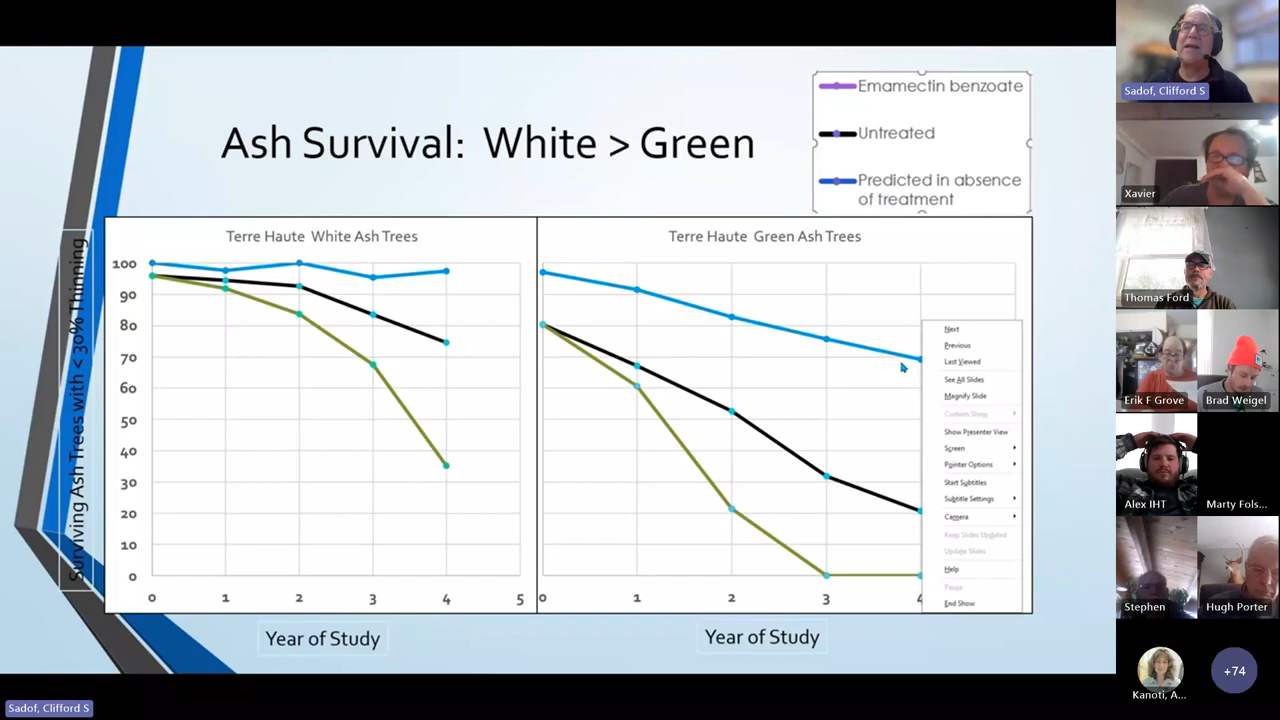 Ash Survival:  White > Green
Emamectin benzoate
Untreated
Predicted in absence
of treatment
Surviving Ash Trees with < 30% Thinning
Terre Haute  White Ash Trees
100
90
80
70
60
50
40
30
20
10
0
0 1 2 3 4 5
Year of Study
Terre Haute  Green Ash Trees
0 1 2 3 4
Year of Study
Next
Previous
Last Viewed
See All Slides
Magnify Slide
Custom Show
Show Presenter View
Screen
Pointer Options
Start Subtitles
Subtitle Settings
Camera
Keep Slides Updated
Update Slides
Help
Pause
End Show
Sadof, Clifford S
Xavier
Thomas Ford
Erik F Grove
Brad Weigel
Alex IHT
Marty Fols...
Stephen
Hugh Porter
Kanoti, A...
+74
Sadof, Clifford S